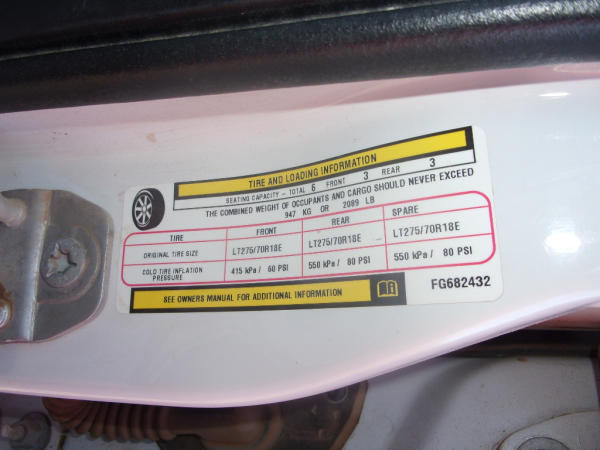 TIRE AND LOADING INFORMATION
SEATING CAPACITY - TOTAL 6 FRONT 3 REAR 3
THE COMBINED WEIGHT OF OCCUPANTS AND CARGO SHOULD NEVER EXCEED
947 KG OR 2089 LB
TIRE FRONT REAR SPARE
ORIGINAL TIRE SIZE LT275/70R18E LT275/70R18E LT275/70R18E
COLD TIRE INFLATION PRESSURE 415 kPa / 60 PSI 550 kPa / 80 PSI 550 kPa / 80 PSI
SEE OWNERS MANUAL FOR ADDITIONAL INFORMATION FG682432